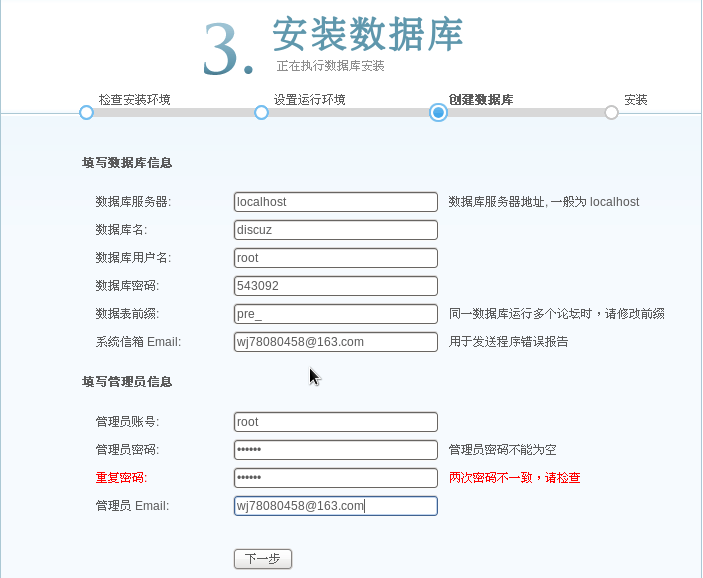 3. 安装数据库
正在执行数据库安装
检查安装环境 设置运行环境 创建数据库 安装
填写数据库信息
数据库服务器: localhost 数据库服务器地址, 一般为 localhost
数据库名: discuz
数据库用户名: root
数据库密码: 543092
数据表前缀: pre_ 同一数据库运行多个论坛时，请修改前缀
系统信箱 Email: wj78080458@163.com 用于发送程序错误报告
填写管理员信息
管理员账号: root
管理员密码: •••••• 管理员密码不能为空
重复密码: •••••• 两次密码不一致，请检查
管理员 Email: wj78080458@163.com
下一步